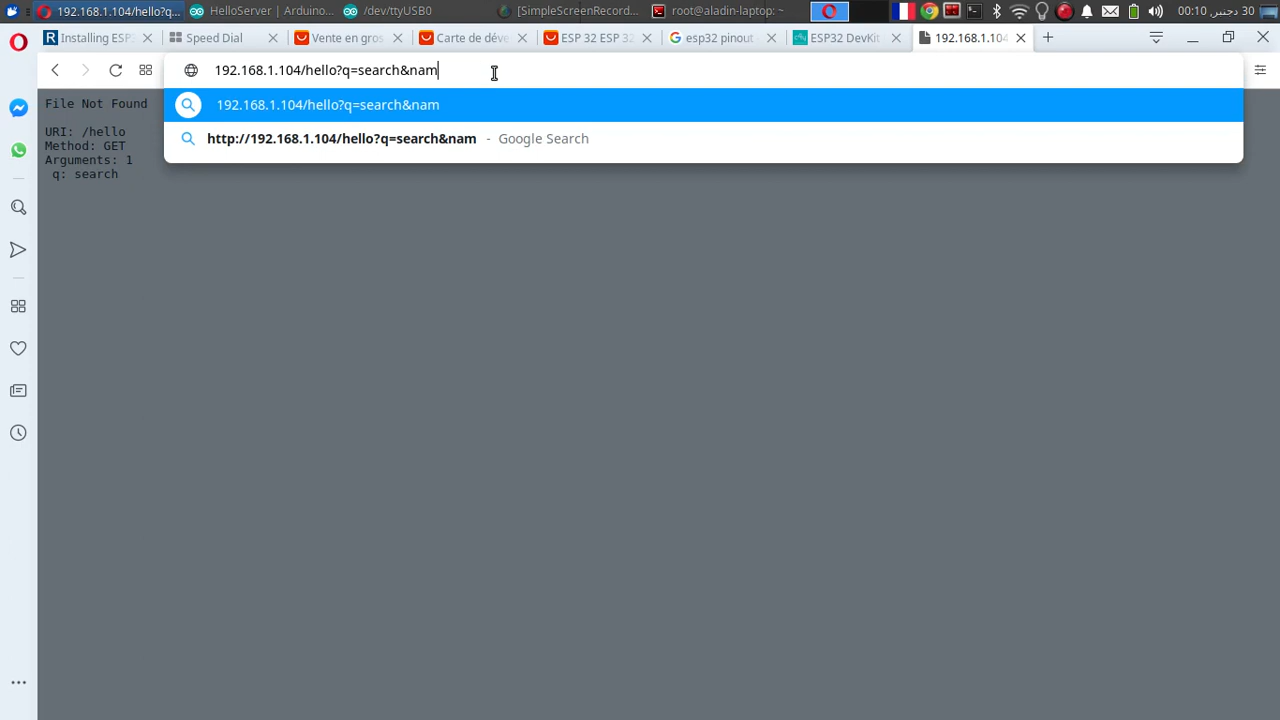 192.168.1.104/hello?q...
HelloServer | Arduino...
/dev/ttyUSB0
[SimpleScreenRecord...
root@aladin-laptop: ~
00:10 ,دجنبر 30
Installing ESP3
Speed Dial
Vente en gros
Carte de déve
ESP 32 ESP 32
esp32 pinout
ESP32 DevKit
192.168.1.104
192.168.1.104/hello?q=search&nam
192.168.1.104/hello?q=search&nam
http://192.168.1.104/hello?q=search&nam - Google Search
File Not Found
URI: /hello
Method: GET
Arguments: 1
q: search